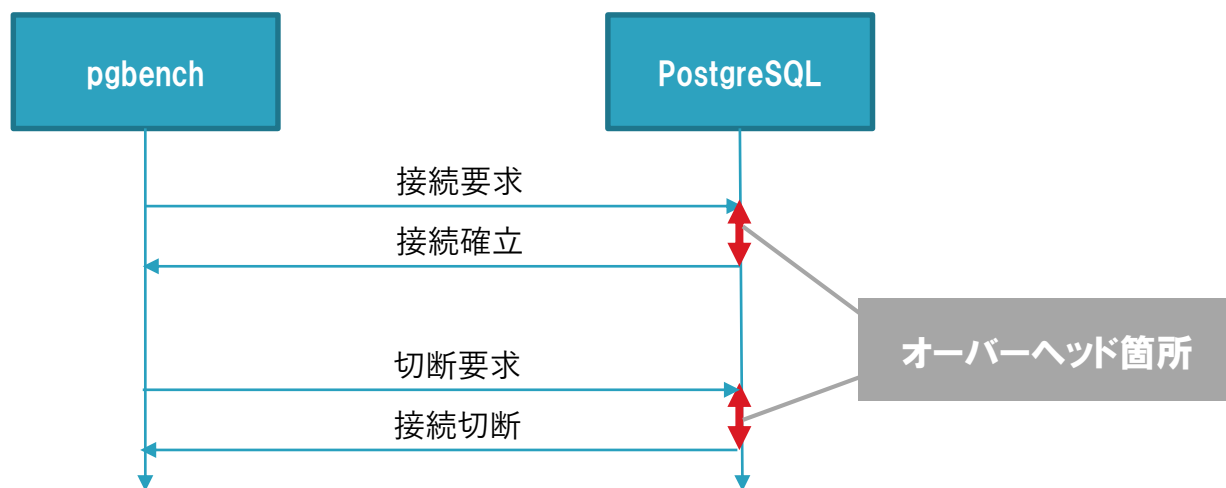 pgbench
PostgreSQL
接続要求
接続確立
切断要求
接続切断
オーバーヘッド箇所